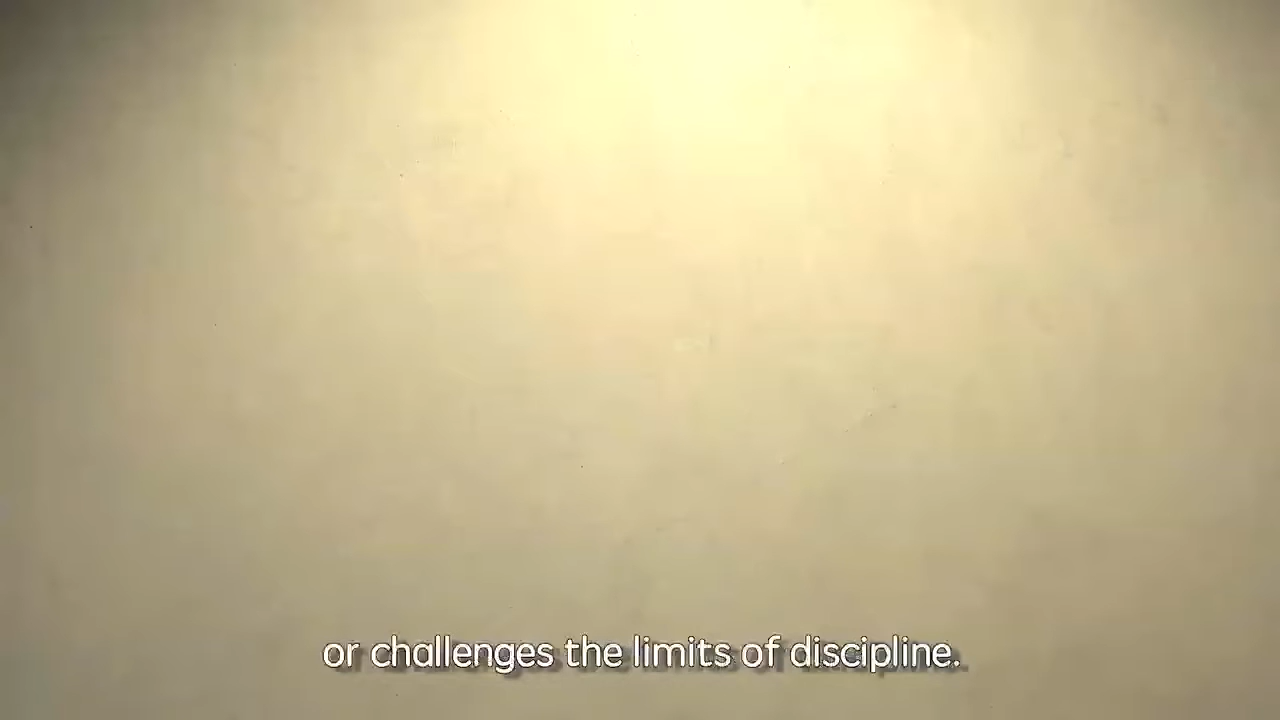 or challenges the limits of discipline.